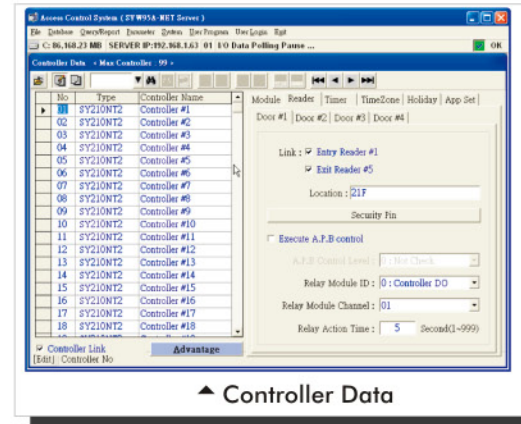 Access Control System ( SYW95A-NET Server )
File Database Query/Report Parameter System User Program User Login Exit
C: 86,168.23 MB SERVER IP:192.168.1.63 01 I/O Data Polling Pause ... OK
Controller Data « Max Controller : 99 »
No Type Controller Name
01 SY210NT2 Controller #1
02 SY210NT2 Controller #2
03 SY210NT2 Controller #3
04 SY210NT2 Controller #4
05 SY210NT2 Controller #5
06 SY210NT2 Controller #6
07 SY210NT2 Controller #7
08 SY210NT2 Controller #8
09 SY210NT2 Controller #9
10 SY210NT2 Controller #10
11 SY210NT2 Controller #11
12 SY210NT2 Controller #12
13 SY210NT2 Controller #13
14 SY210NT2 Controller #14
15 SY210NT2 Controller #15
16 SY210NT2 Controller #16
17 SY210NT2 Controller #17
18 SY210NT2 Controller #18
Controller Link Advantage
[Edit] Controller No
Module Reader Timer TimeZone Holiday App Set
Door #1 Door #2 Door #3 Door #4
Link : Entry Reader #1
Exit Reader #5
Location : 21F
Security Pin
Execute A.P.B control
A.P.B Control Level : 0 : Not Check
Relay Module ID : 0 : Controller DO
Relay Module Channel : 01
Relay Action Time : 5 Second(1~999)
Controller Data